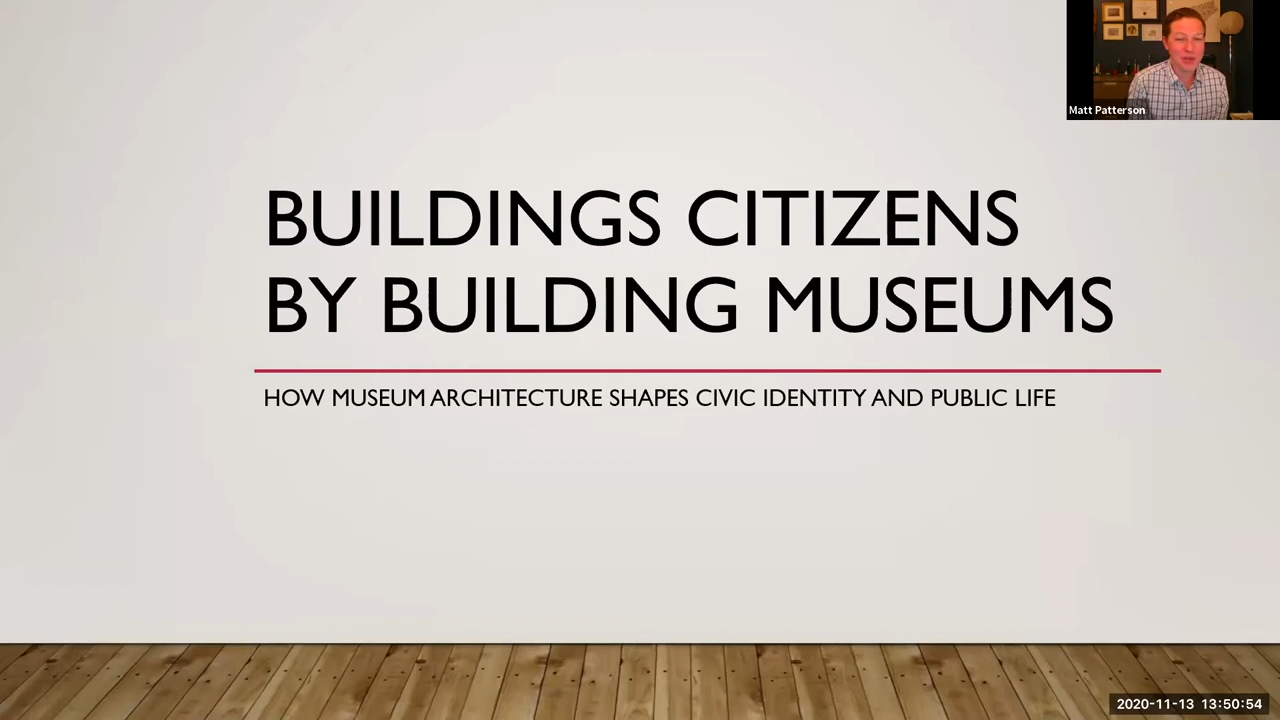 Matt Patterson
BUILDINGS CITIZENS
BY BUILDING MUSEUMS
HOW MUSEUM ARCHITECTURE SHAPES CIVIC IDENTITY AND PUBLIC LIFE
2020-11-13 13:50:54